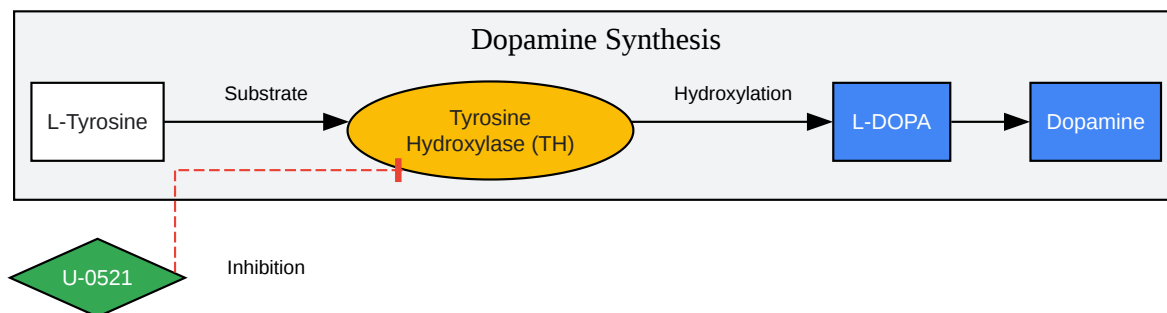 Dopamine Synthesis
L-Tyrosine
Substrate
Tyrosine
Hydroxylase (TH)
Hydroxylation
L-DOPA
Dopamine
U-0521
Inhibition